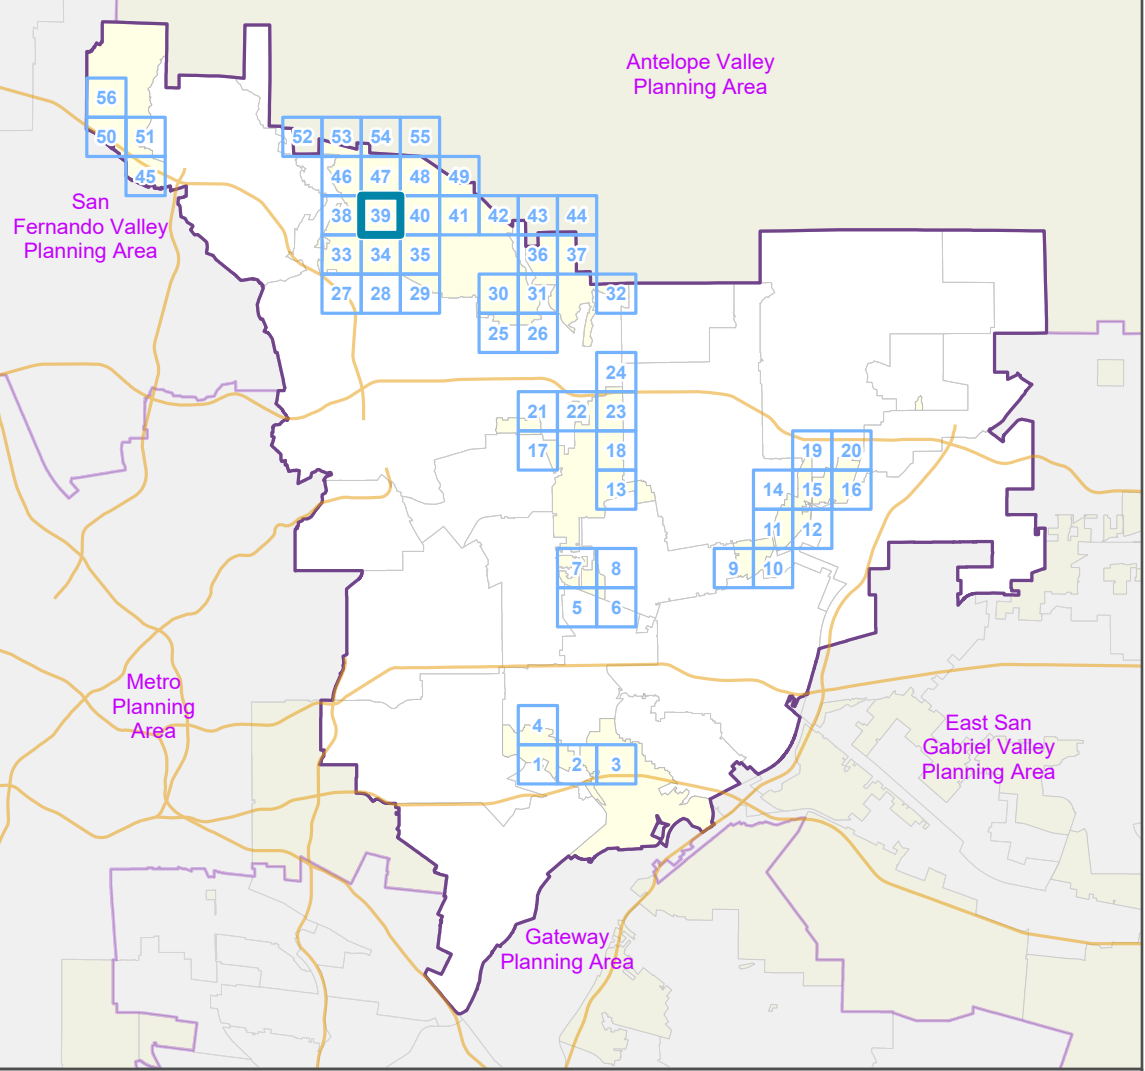 Antelope Valley
Planning Area
56
50 51
52 53 54 55
45
46 47 48 49
San
Fernando Valley
Planning Area
38 39 40 41 42 43 44
33 34 35 36 37
27 28 29 30 31 32
25 26
24
21 22 23
17 18 19 20
13 14 15 16
11 12
7 8 9 10
5 6
Metro
Planning
Area
4
East San
Gabriel Valley
Planning Area
1 2 3
Gateway
Planning Area